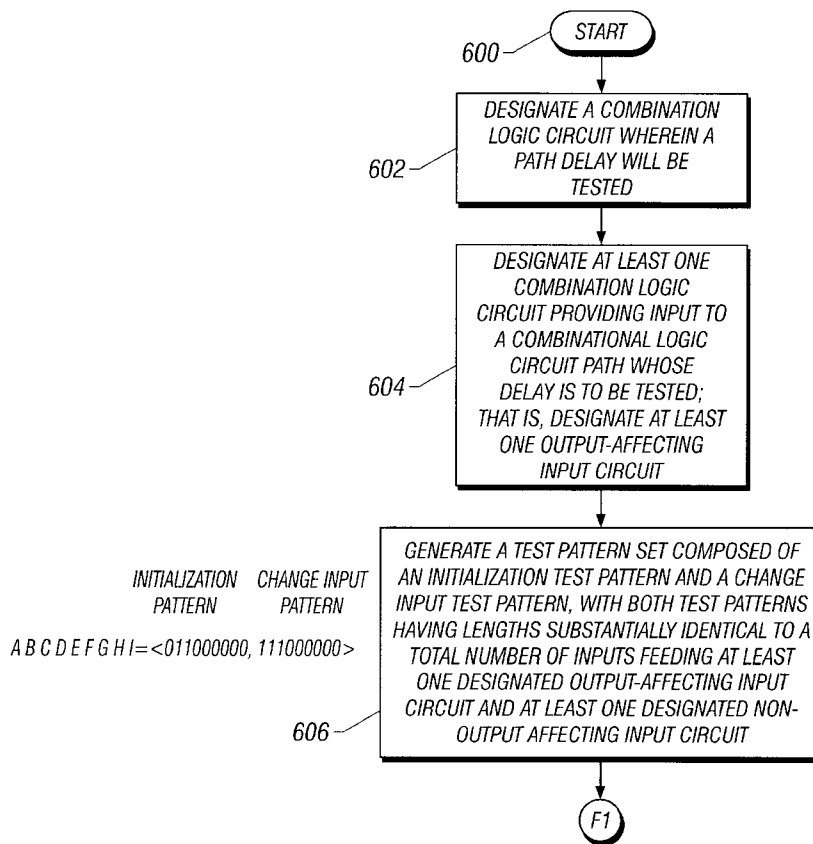 START
600
DESIGNATE A COMBINATION
LOGIC CIRCUIT WHEREIN A
PATH DELAY WILL BE
TESTED
602
DESIGNATE AT LEAST ONE
COMBINATION LOGIC
CIRCUIT PROVIDING INPUT TO
A COMBINATIONAL LOGIC
CIRCUIT PATH WHOSE
DELAY IS TO BE TESTED;
THAT IS, DESIGNATE AT LEAST
ONE OUTPUT-AFFECTING
INPUT CIRCUIT
604
INITIALIZATION
PATTERN
CHANGE INPUT
PATTERN
A B C D E F G H I=<011000000, 111000000>
GENERATE A TEST PATTERN SET COMPOSED OF
AN INITIALIZATION TEST PATTERN AND A CHANGE
INPUT TEST PATTERN, WITH BOTH TEST PATTERNS
HAVING LENGTHS SUBSTANTIALLY IDENTICAL TO A
TOTAL NUMBER OF INPUTS FEEDING AT LEAST
ONE DESIGNATED OUTPUT-AFFECTING INPUT
CIRCUIT AND AT LEAST ONE DESIGNATED NON-
OUTPUT AFFECTING INPUT CIRCUIT
606
F1